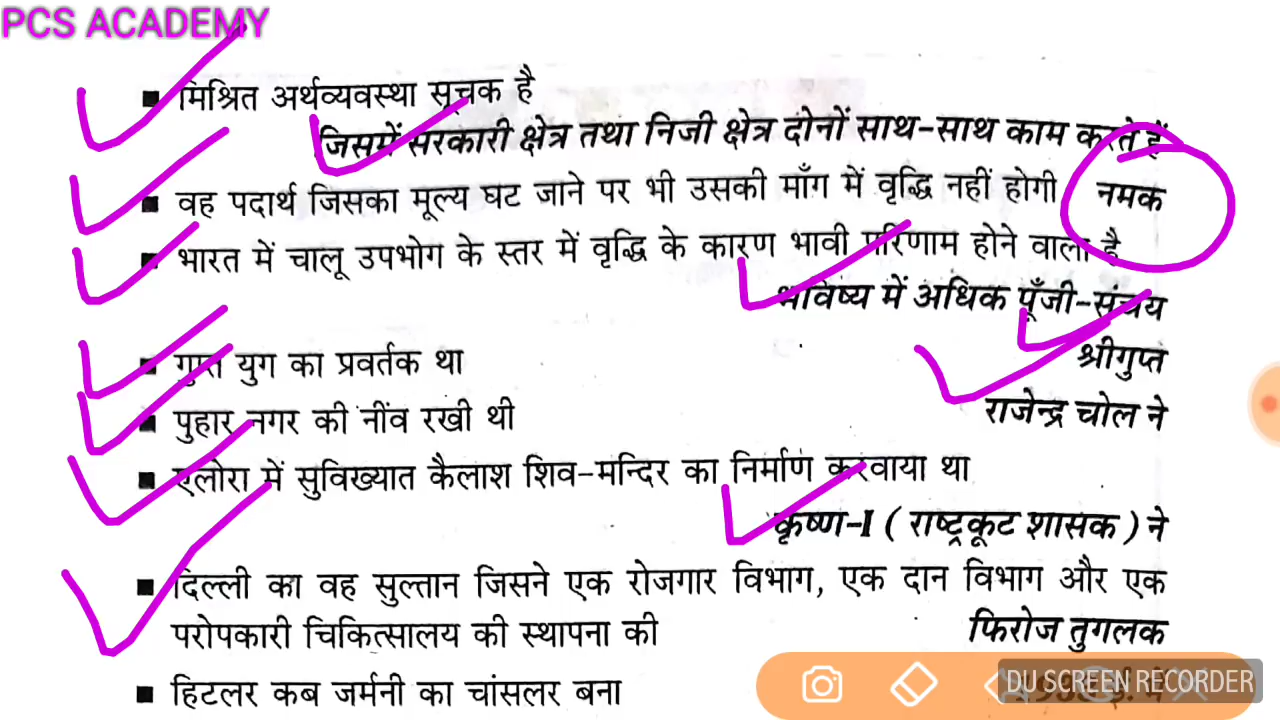 PCS ACADEMY
■ मिश्रित अर्थव्यवस्था सूचक है
जिसमें सरकारी क्षेत्र तथा निजी क्षेत्र दोनों साथ-साथ काम करते हैं
■ वह पदार्थ जिसका मूल्य घट जाने पर भी उसकी माँग में वृद्धि नहीं होगी नमक
■ भारत में चालू उपभोग के स्तर में वृद्धि के कारण भावी परिणाम होने वाला है
भविष्य में अधिक पूँजी-संचय
■ गुप्त युग का प्रवर्तक था श्रीगुप्त
■ पुहार नगर की नींव रखी थी राजेन्द्र चोल ने
■ एलोरा में सुविख्यात कैलाश शिव-मन्दिर का निर्माण करवाया था
कृष्ण-I ( राष्ट्रकूट शासक ) ने
■ दिल्ली का वह सुल्तान जिसने एक रोजगार विभाग, एक दान विभाग और एक
परोपकारी चिकित्सालय की स्थापना की फिरोज तुगलक
■ हिटलर कब जर्मनी का चांसलर बना
DU SCREEN RECORDER